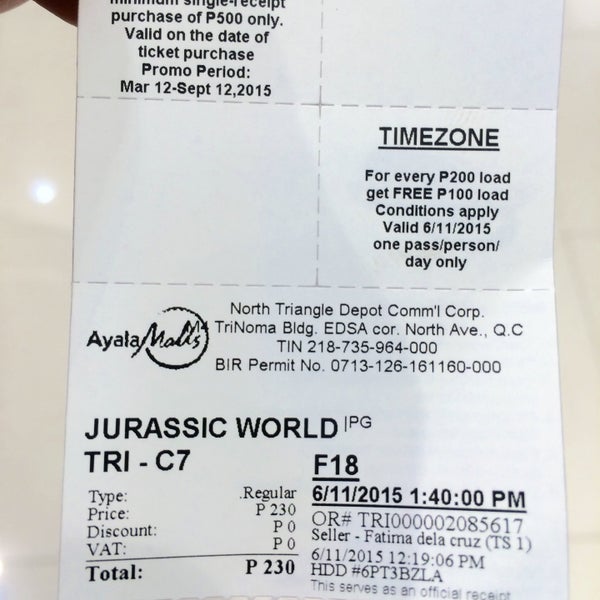 minimum single-receipt
purchase of P500 only.
Valid on the date of
ticket purchase
Promo Period:
Mar 12-Sept 12,2015
TIMEZONE
For every P200 load
get FREE P100 load
Conditions apply
Valid 6/11/2015
one pass/person/
day only
Ayala Malls
North Triangle Depot Comm'l Corp.
TriNoma Bldg. EDSA cor. North Ave., Q.C
TIN 218-735-964-000
BIR Permit No. 0713-126-161160-000
JURASSIC WORLD |PG
TRI - C7
F18
Type: .Regular
Price: P 230
Discount: P 0
VAT: P 0
Total: P 230
6/11/2015 1:40:00 PM
OR# TRI000002085617
Seller - Fatima dela cruz (TS 1)
6/11/2015 12:19:06 PM
HDD #6PT3BZLA
This serves as an official receipt